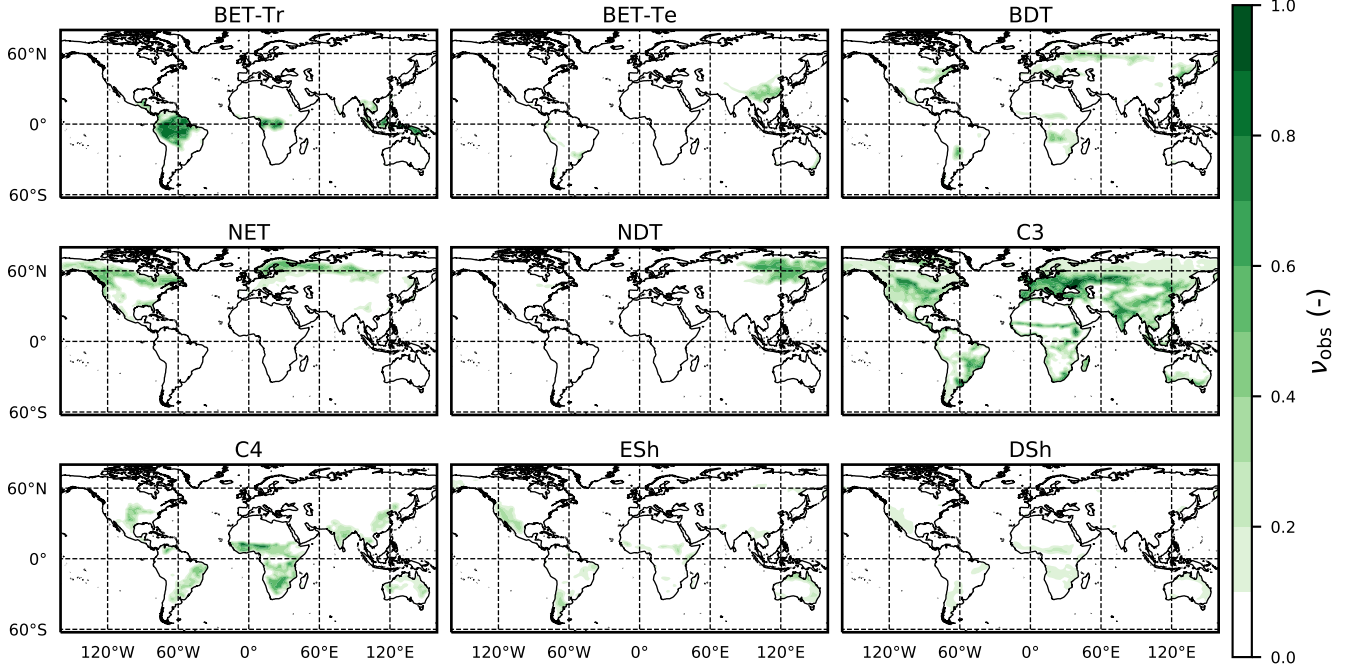 BET-Tr BET-Te BDT
1.0
60°N
0°
60°S
0.8
NET NDT C3
60°N
0°
60°S
0.6
0.4
ν_obs (-)
C4 ESh DSh
60°N
0°
60°S
0.2
0.0
120°W 60°W 0° 60°E 120°E 120°W 60°W 0° 60°E 120°E 120°W 60°W 0° 60°E 120°E